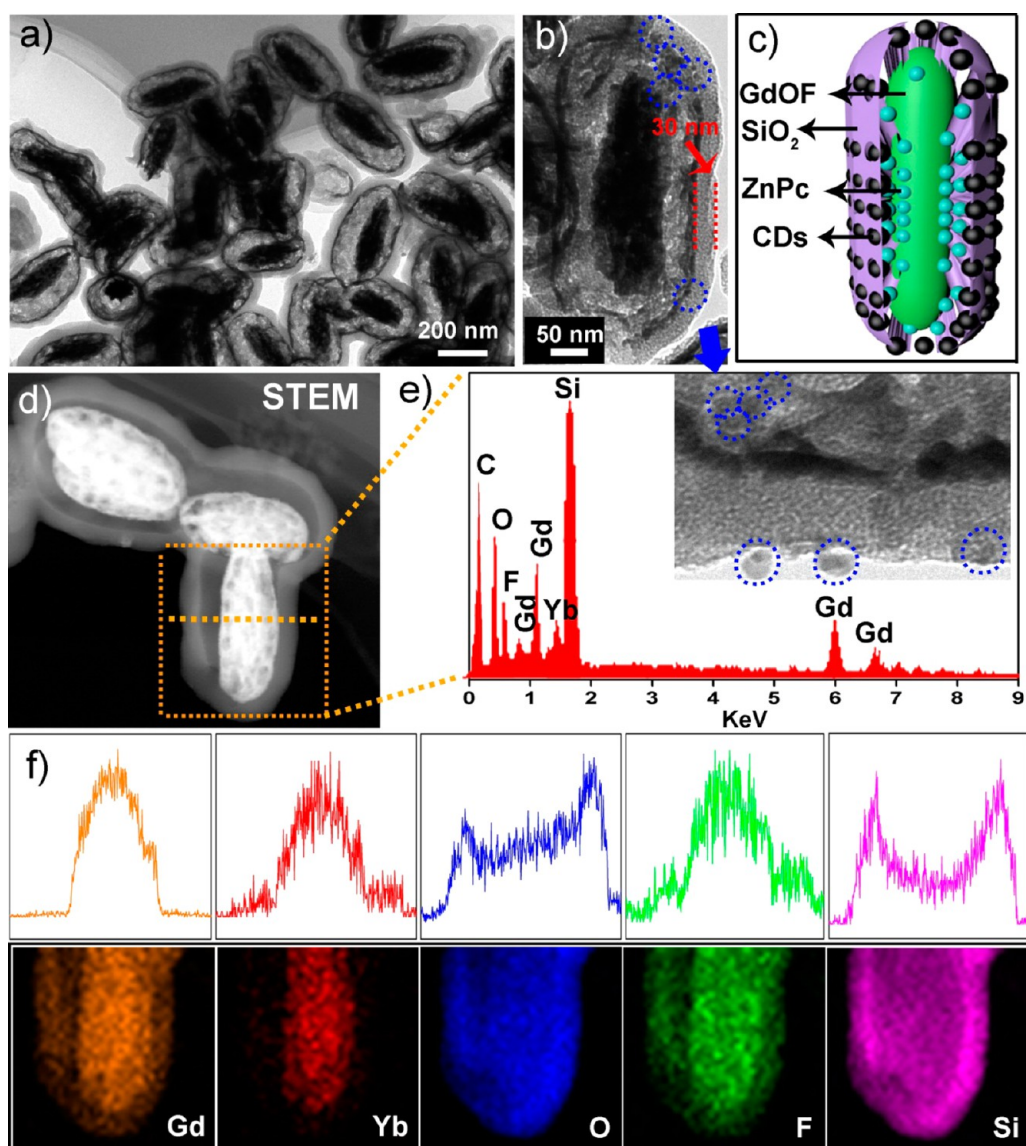 a)
200 nm
b)
30 nm
50 nm
c)
GdOF
SiO₂
ZnPc
CDs
d)
STEM
e)
Si
C
O
F
Gd
Gd
Yb
Gd
Gd
0 1 2 3 4 5 6 7 8 9
KeV
f)
Gd
Yb
O
F
Si